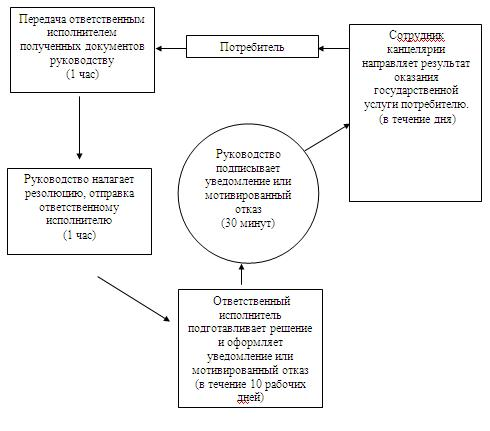 Передача ответственным
исполнителем
полученных документов
руководству
(1 час)
Потребитель
Сотрудник
канцелярии
направляет результат
оказания
государственной
услуги потребителю.
(в течение дня)
Руководство налагает
резолюцию, отправка
ответственному
исполнителю
(1 час)
Руководство
подписывает
уведомление или
мотивированный
отказ
(30 минут)
Ответственный
исполнитель
подготавливает решение
и оформляет
уведомление или
мотивированный отказ
(в течение 10 рабочих
дней)